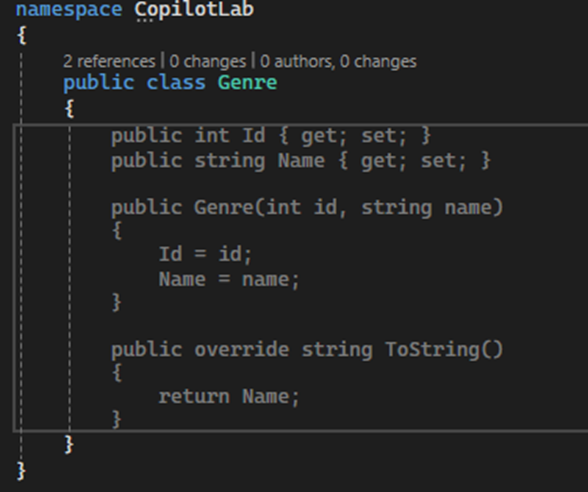 namespace CopilotLab
{
2 references | 0 changes | 0 authors, 0 changes
public class Genre
{
public int Id { get; set; }
public string Name { get; set; }
public Genre(int id, string name)
{
Id = id;
Name = name;
}
public override string ToString()
{
return Name;
}
}
}